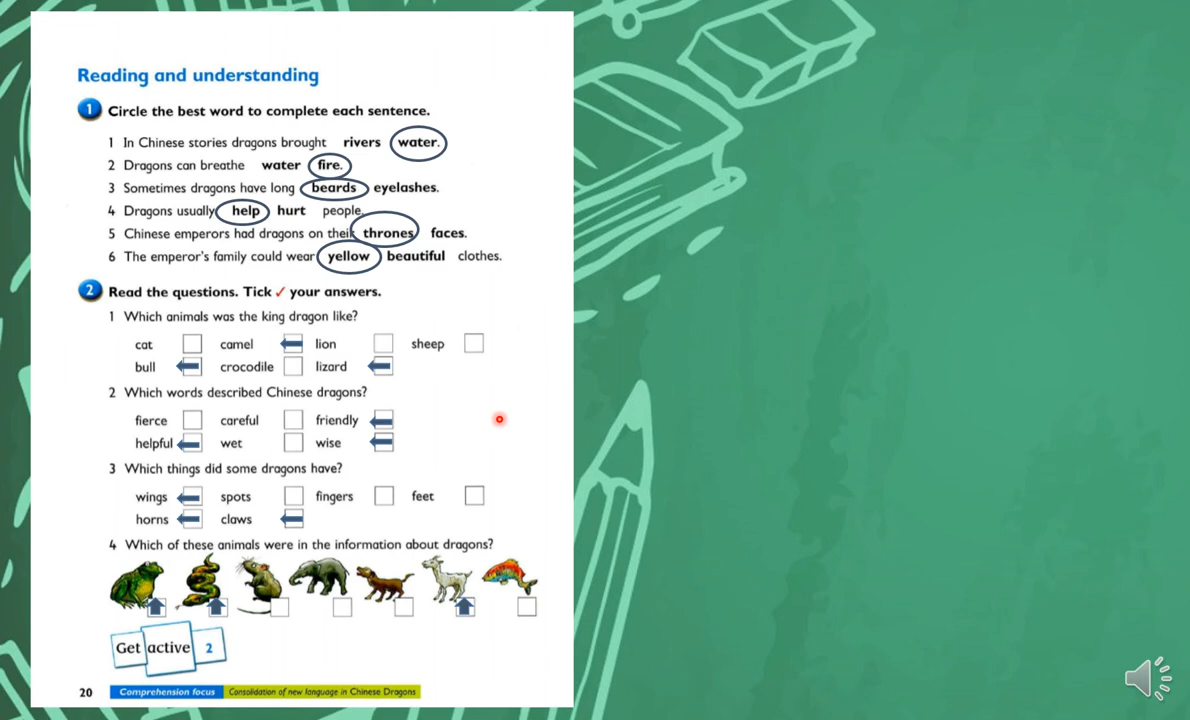 Reading and understanding
1 Circle the best word to complete each sentence.
1 In Chinese stories dragons brought rivers water.
2 Dragons can breathe water fire.
3 Sometimes dragons have long beards eyelashes.
4 Dragons usually help hurt people.
5 Chinese emperors had dragons on their thrones faces.
6 The emperor's family could wear yellow beautiful clothes.
2 Read the questions. Tick ✓ your answers.
1 Which animals was the king dragon like?
cat camel lion sheep
bull crocodile lizard
2 Which words described Chinese dragons?
fierce careful friendly
helpful wet wise
3 Which things did some dragons have?
wings spots fingers feet
horns claws
4 Which of these animals were in the information about dragons?
Get active 2
20 Comprehension focus Consolidation of new language in Chinese Dragons